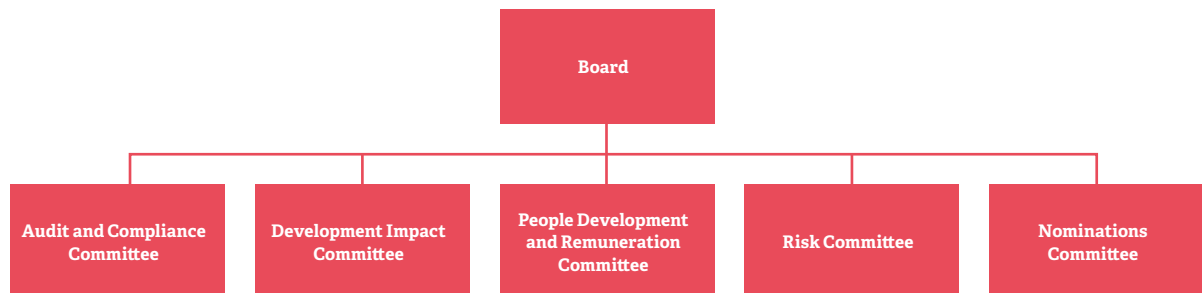 Board
Audit and Compliance
Committee
Development Impact
Committee
People Development
and Remuneration
Committee
Risk Committee
Nominations
Committee